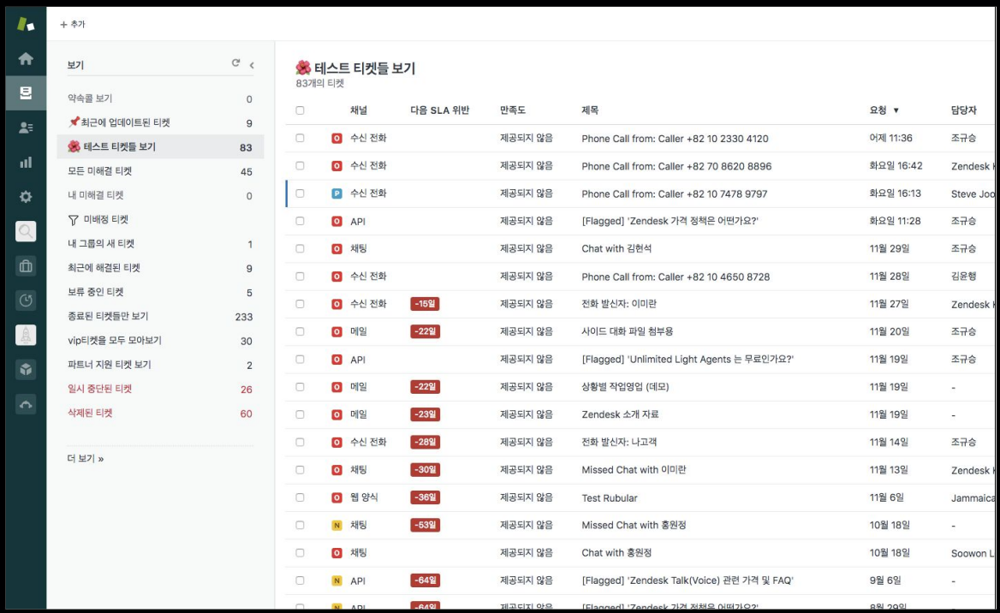 + 추가
보기
약속콜 보기 0
최근에 업데이트된 티켓 9
테스트 티켓들 보기 83
모든 미해결 티켓 45
내 미해결 티켓 0
미배정 티켓
내 그룹의 새 티켓 1
최근에 해결된 티켓 9
보류 중인 티켓 5
종료된 티켓들만 보기 233
vip티켓을 모두 모아보기 30
파트너 지원 티켓 보기 2
일시 중단된 티켓 26
삭제된 티켓 60
더 보기 »
테스트 티켓들 보기
83개의 티켓
채널 다음 SLA 위반 만족도 제목 요청 ▼ 담당자
O 수신 전화 제공되지 않음 Phone Call from: Caller +82 10 2330 4120 어제 11:36 조규승
O 수신 전화 제공되지 않음 Phone Call from: Caller +82 70 8620 8896 화요일 16:42 Zendesk
P 수신 전화 제공되지 않음 Phone Call from: Caller +82 10 7478 9797 화요일 16:13 Steve Joo
O API 제공되지 않음 [Flagged] 'Zendesk 가격 정책은 어떤가요?' 화요일 11:28 조규승
O 채팅 제공되지 않음 Chat with 김현석 11월 29일 조규승
O 수신 전화 제공되지 않음 Phone Call from: Caller +82 10 4650 8728 11월 28일 김윤행
O 수신 전화 -15일 제공되지 않음 전화 발신자: 이미란 11월 27일 Zendesk
O 메일 -22일 제공되지 않음 사이드 대화 파일 첨부용 11월 20일 조규승
O API 제공되지 않음 [Flagged] 'Unlimited Light Agents 는 무료인가요?' 11월 19일 조규승
O 메일 -22일 제공되지 않음 상황별 작업영업 (데모) 11월 19일 -
O 메일 -23일 제공되지 않음 Zendesk 소개 자료 11월 19일 -
O 수신 전화 -28일 제공되지 않음 전화 발신자: 나고객 11월 14일 조규승
O 채팅 -30일 제공되지 않음 Missed Chat with 이미란 11월 13일 Zendesk
O 웹 양식 -36일 제공되지 않음 Test Rubular 11월 6일 Jammaica
N 채팅 -53일 제공되지 않음 Missed Chat with 홍원정 10월 18일 -
O 채팅 제공되지 않음 Chat with 홍원정 10월 18일 Soowon L
N API -64일 제공되지 않음 [Flagged] 'Zendesk Talk(Voice) 관련 가격 및 FAQ' 9월 6일 -
N API -64일 제공되지 않음 [Flagged] 'Zendesk 가격 정책은 어떤가요?' 8월 29일 -